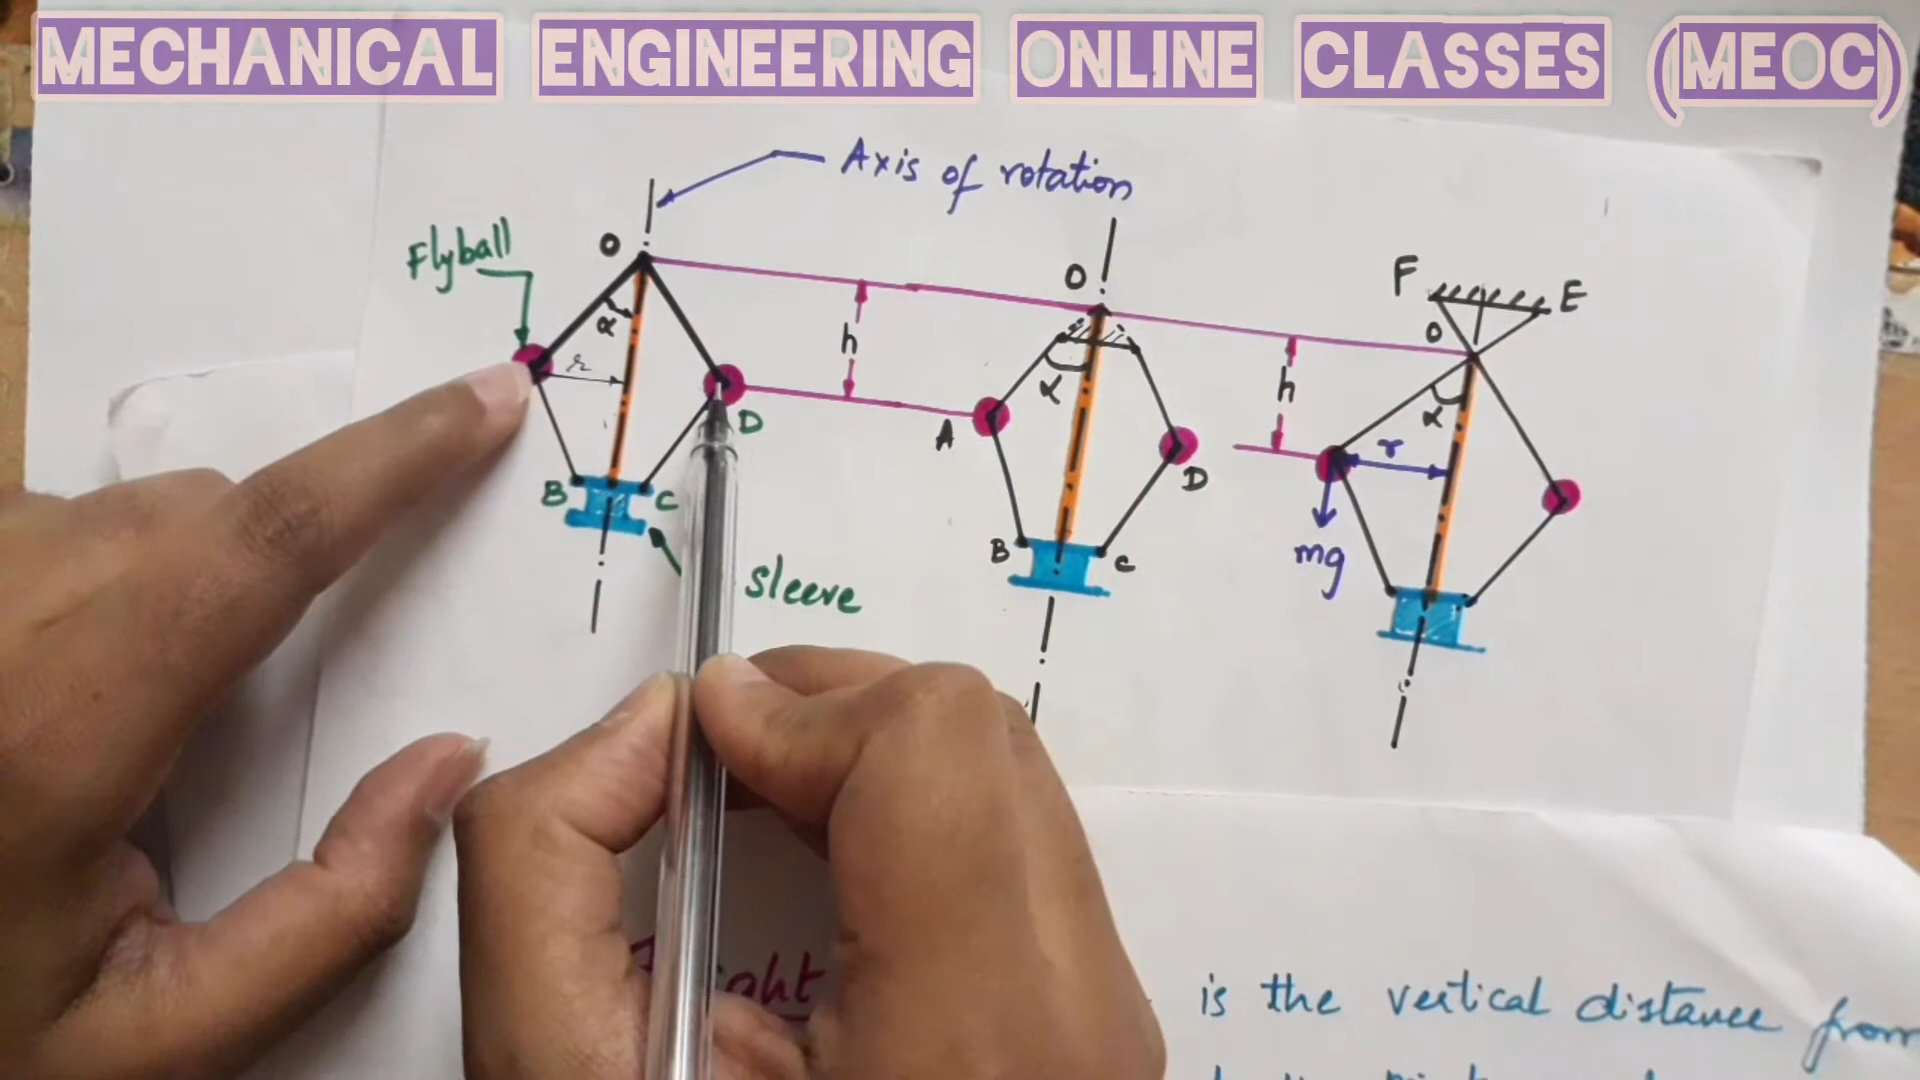 MECHANICAL ENGINEERING ONLINE CLASSES (MEOC)
Axis of rotation
Flyball
O
α
r
h
D
B
C
sleeve
O
α
A
D
B
C
F
E
O
h
α
r
mg
is the vertical distance from